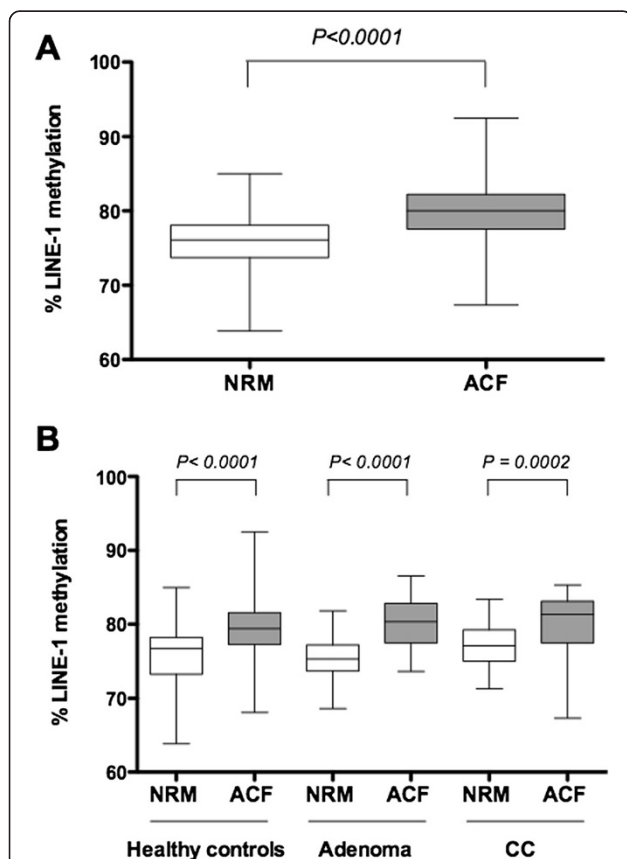 A
P<0.0001
100
90
80
70
60
% LINE-1 methylation
NRM ACF
B
P< 0.0001 P< 0.0001 P = 0.0002
100
90
80
70
60
% LINE-1 methylation
NRM ACF NRM ACF NRM ACF
Healthy controls Adenoma CC